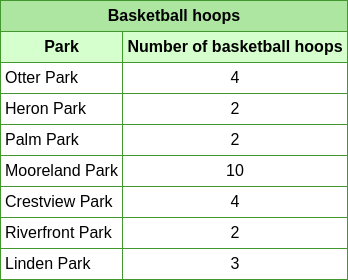 Basketball hoops
Park Number of basketball hoops
Otter Park 4
Heron Park 2
Palm Park 2
Mooreland Park 10
Crestview Park 4
Riverfront Park 2
Linden Park 3